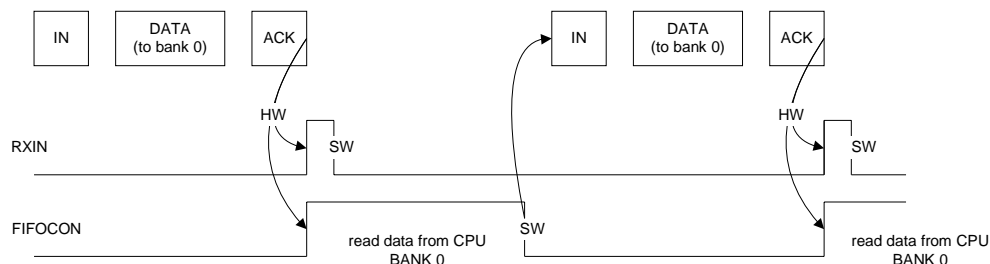 IN
DATA
(to bank 0)
ACK
IN
DATA
(to bank 0)
ACK
HW
HW
RXIN
SW
SW
FIFOCON
SW
read data from CPU
BANK 0
read data from CPU
BANK 0